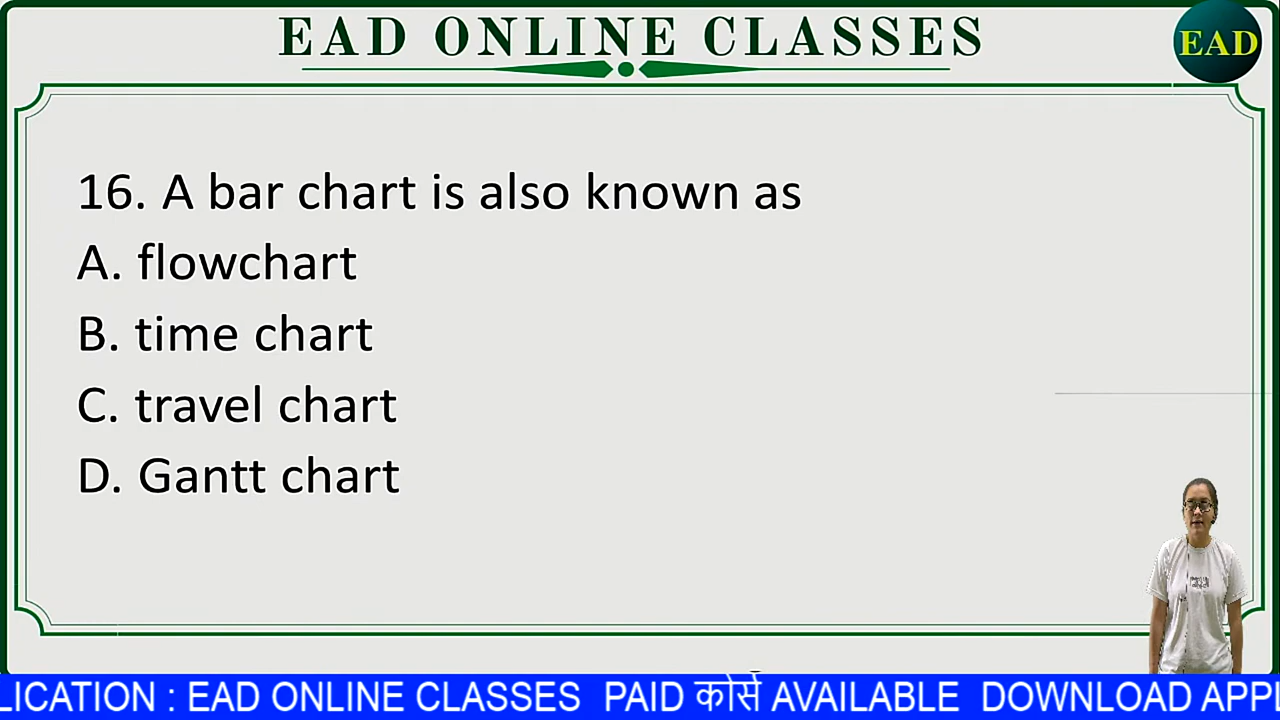 EAD ONLINE CLASSES
EAD
16. A bar chart is also known as
A. flowchart
B. time chart
C. travel chart
D. Gantt chart
LICATION : EAD ONLINE CLASSES PAID कोर्स AVAILABLE DOWNLOAD APPL